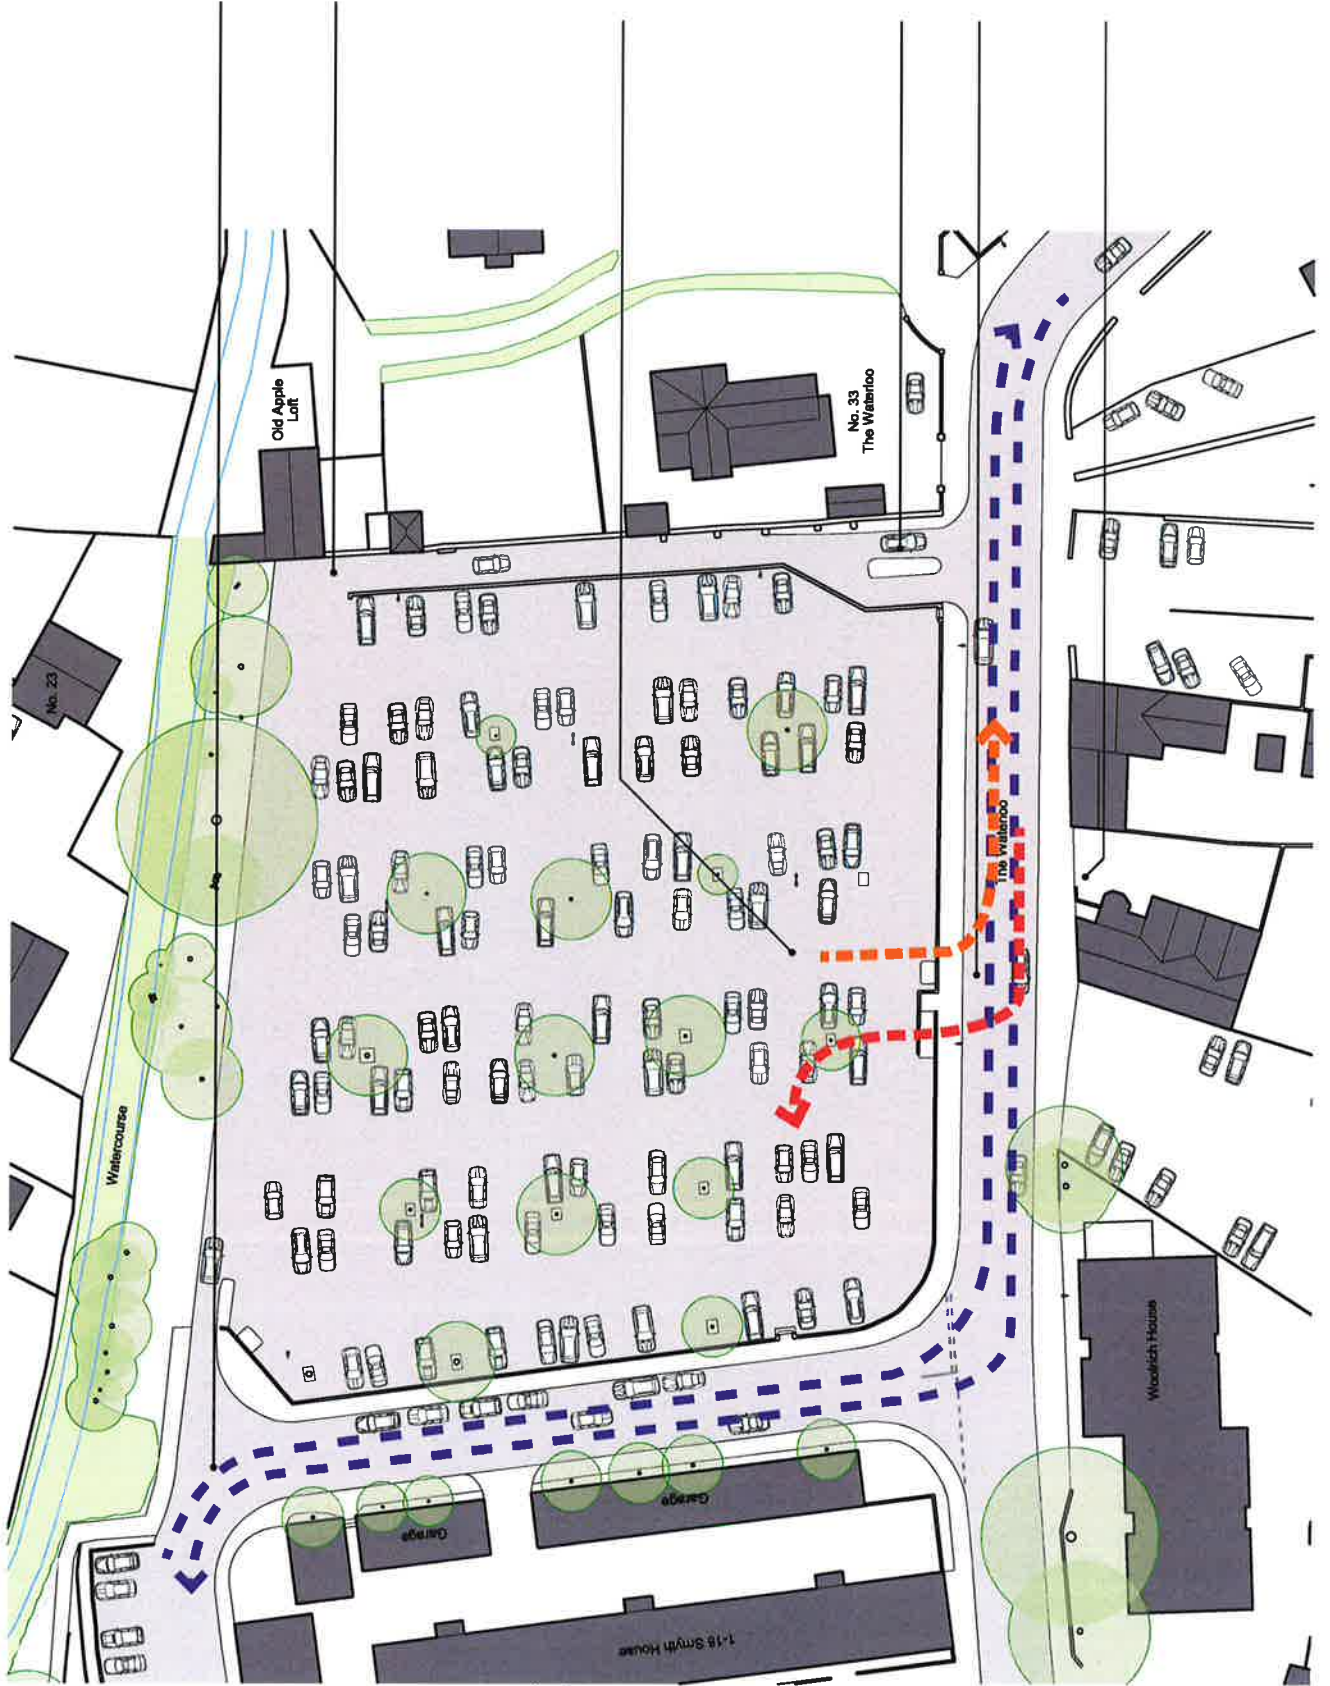 Old Apple
Loft
No. 33
The Waterloo
No. 23
The Waterloo
Watercourse
Woolrich House
Garage
Garage
1-18 Smyth House